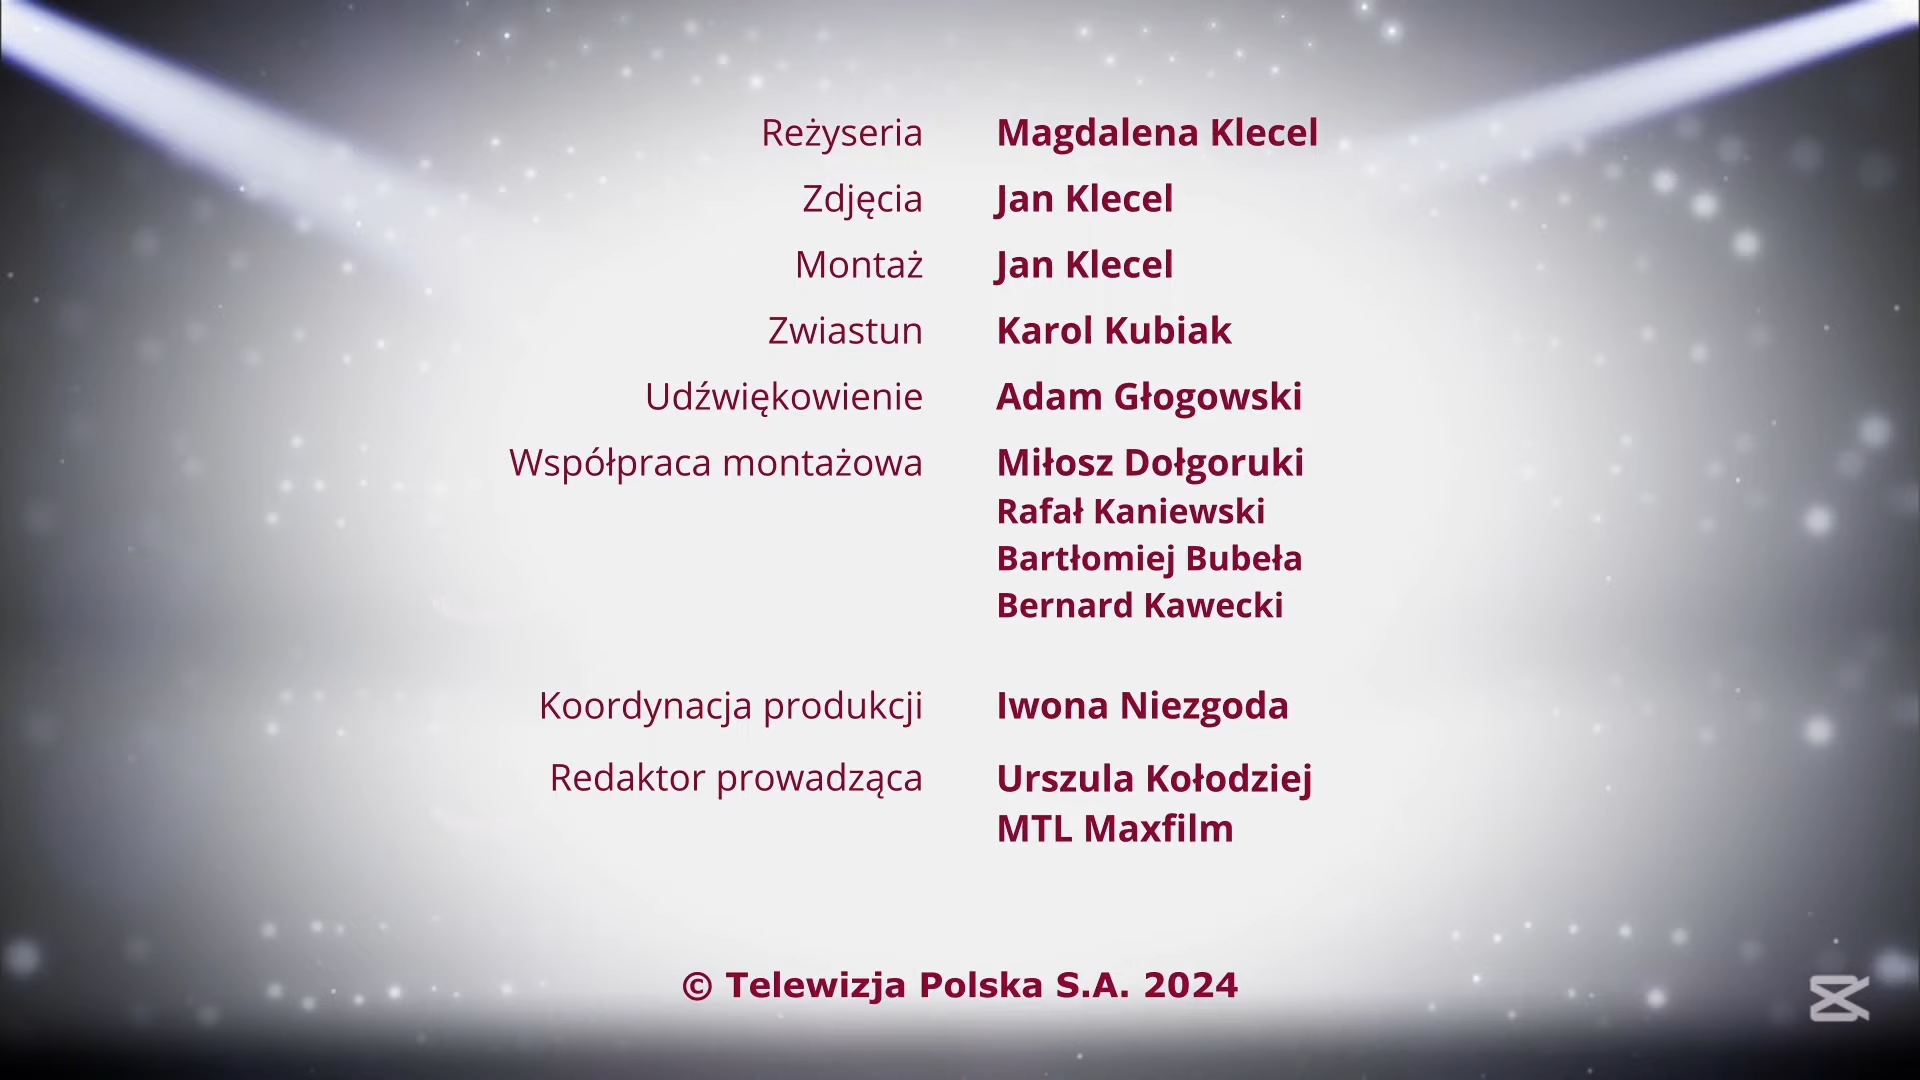 Reżyseria Magdalena Klecel
Zdjęcia Jan Klecel
Montaż Jan Klecel
Zwiastun Karol Kubiak
Udźwiękowienie Adam Głogowski
Współpraca montażowa Miłosz Dołgoruki
Rafał Kaniewski
Bartłomiej Bubeła
Bernard Kawecki
Koordynacja produkcji Iwona Niezgoda
Redaktor prowadząca Urszula Kołodziej
MTL Maxfilm
© Telewizja Polska S.A. 2024